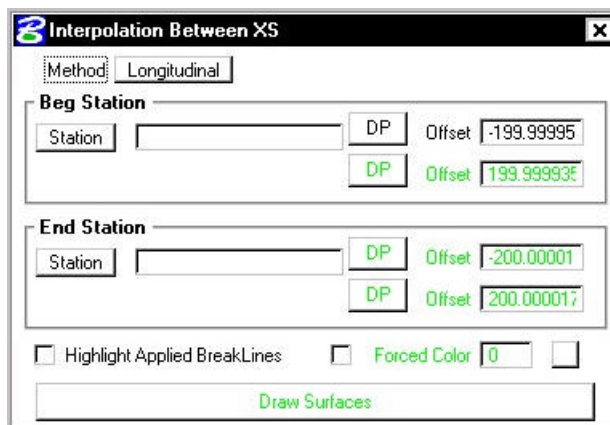 Interpolation Between XS
Method Longitudinal
Beg Station
Station DP Offset -199.99995
DP Offset 199.999935
End Station
Station DP Offset -200.00001
DP Offset 200.000017
Highlight Applied BreakLines Forced Color 0
Draw Surfaces